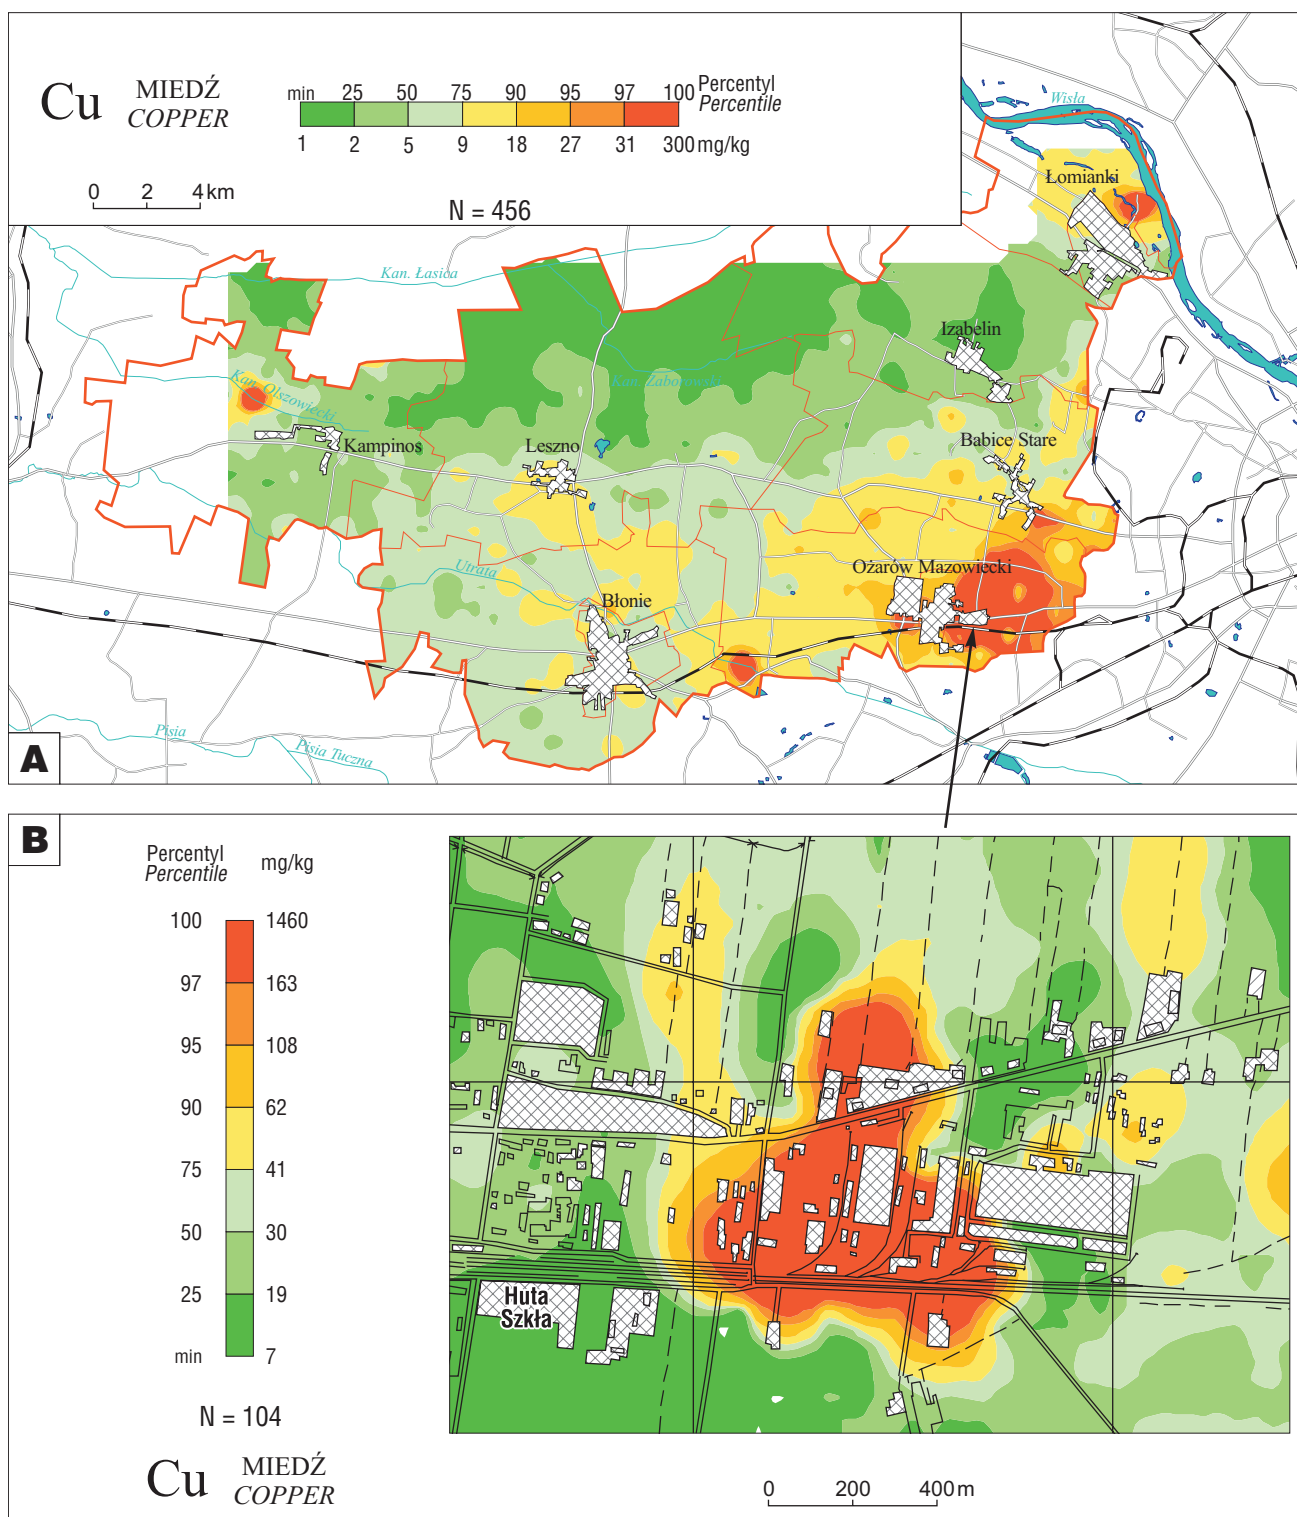 Cu MIEDŹ
COPPER
min 25 50 75 90 95 97 100 Percentyl
Percentile
1 2 5 9 18 27 31 300 mg/kg
0 2 4 km
N = 456
Wisła
Łomianki
Kan. Łasica
Izabelin
Kan. Zaborowski
Kan. Olszowiecki
Kampinos
Leszno
Babice Stare
Utrata
Ożarów Mazowiecki
Błonie
Pisia
Pisia Tuczna
A
B
Percentyl
Percentile
mg/kg
100 1460
97 163
95 108
90 62
75 41
50 30
25 19
min 7
N = 104
Cu MIEDŹ
COPPER
Huta
Szkła
0 200 400 m